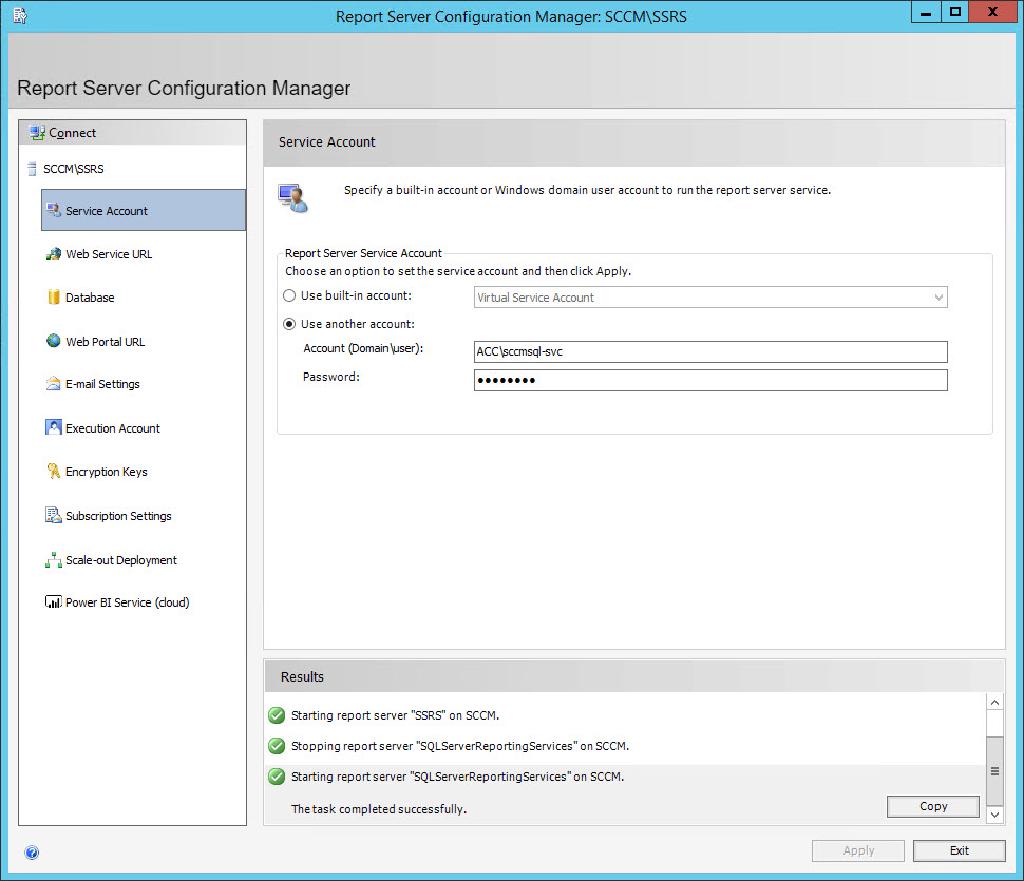 Report Server Configuration Manager: SCCM\SSRS
Report Server Configuration Manager
Connect
SCCM\SSRS
Service Account
Web Service URL
Database
Web Portal URL
E-mail Settings
Execution Account
Encryption Keys
Subscription Settings
Scale-out Deployment
Power BI Service (cloud)
Service Account
Specify a built-in account or Windows domain user account to run the report server service.
Report Server Service Account
Choose an option to set the service account and then click Apply.
Use built-in account:
Virtual Service Account
Use another account:
Account (Domain\user):
ACC\sccmsql-svc
Password:
••••••••
Results
Starting report server "SSRS" on SCCM.
Stopping report server "SQLServerReportingServices" on SCCM.
Starting report server "SQLServerReportingServices" on SCCM.
The task completed successfully.
Copy
Apply
Exit